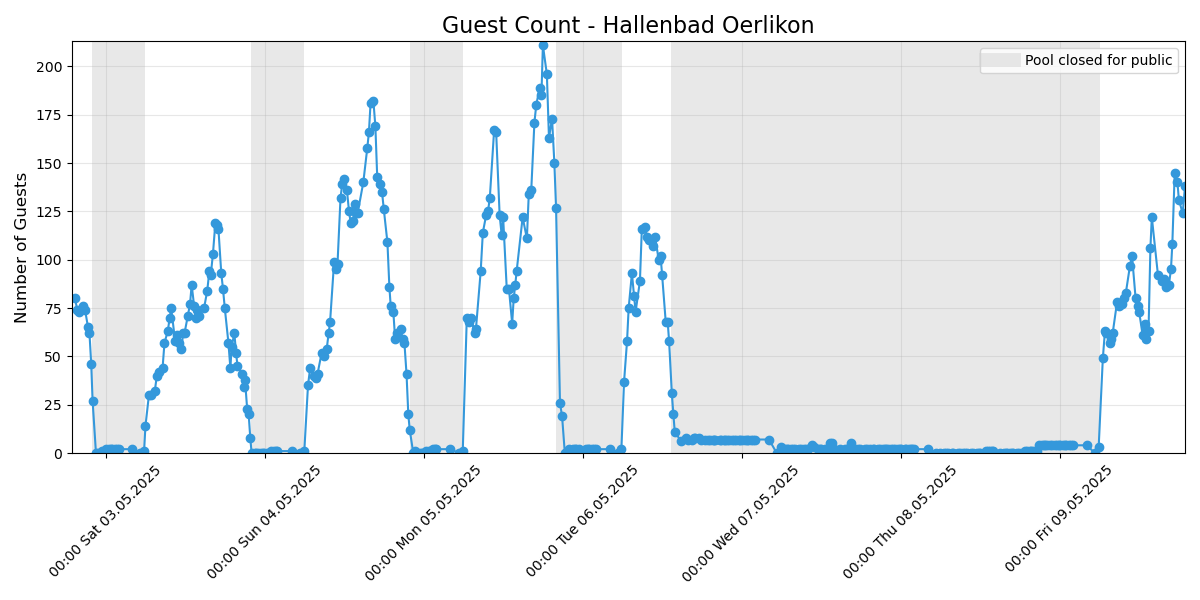 Guest Count - Hallenbad Oerlikon
Pool closed for public
Number of Guests
200
175
150
125
100
75
50
25
0
00:00 Sat 03.05.2025
00:00 Sun 04.05.2025
00:00 Mon 05.05.2025
00:00 Tue 06.05.2025
00:00 Wed 07.05.2025
00:00 Thu 08.05.2025
00:00 Fri 09.05.2025